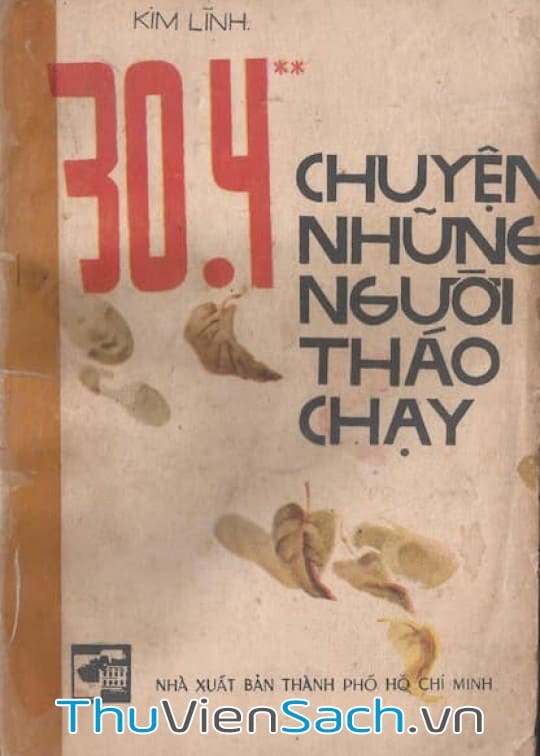 KIM LĨNH
30.4**
CHUYỆN
NHỮNG
NGƯỜI
THÁO
CHẠY
NHÀ XUẤT BẢN THÀNH PHỐ HỒ CHÍ MINH
ThuVienSach.vn